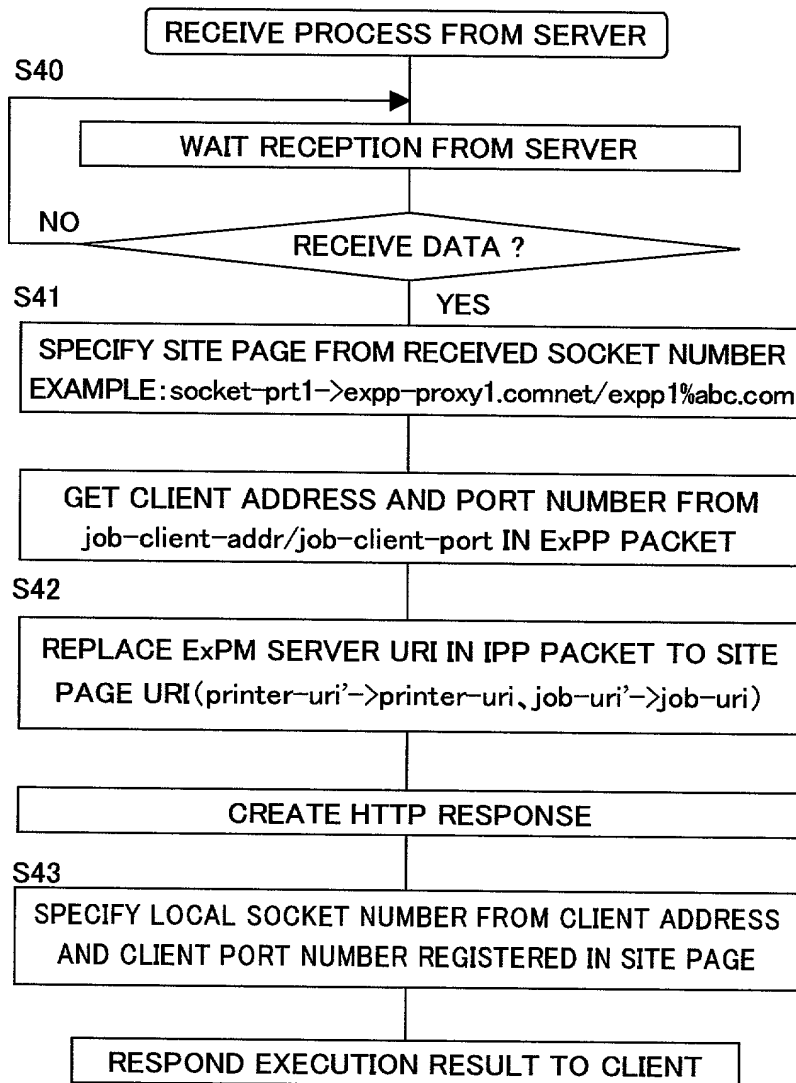 RECEIVE PROCESS FROM SERVER
S40
WAIT RECEPTION FROM SERVER
NO
RECEIVE DATA ?
S41
YES
SPECIFY SITE PAGE FROM RECEIVED SOCKET NUMBER
EXAMPLE:socket-prt1->expp-proxy1.comnet/expp1%abc.com
GET CLIENT ADDRESS AND PORT NUMBER FROM
job-client-addr/job-client-port IN ExPP PACKET
S42
REPLACE ExPM SERVER URI IN IPP PACKET TO SITE
PAGE URI(printer-uri'->printer-uri、job-uri'->job-uri)
CREATE HTTP RESPONSE
S43
SPECIFY LOCAL SOCKET NUMBER FROM CLIENT ADDRESS
AND CLIENT PORT NUMBER REGISTERED IN SITE PAGE
RESPOND EXECUTION RESULT TO CLIENT